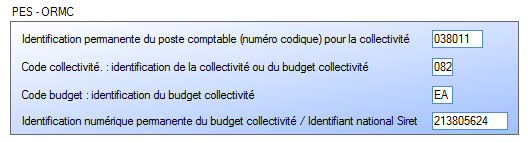 PES - ORMC
Identification permanente du poste comptable (numéro codique) pour la collectivité 038011
Code collectivité. : identification de la collectivité ou du budget collectivité 082
Code budget : identification du budget collectivité EA
Identification numérique permanente du budget collectivité / Identifiant national Siret 213805624